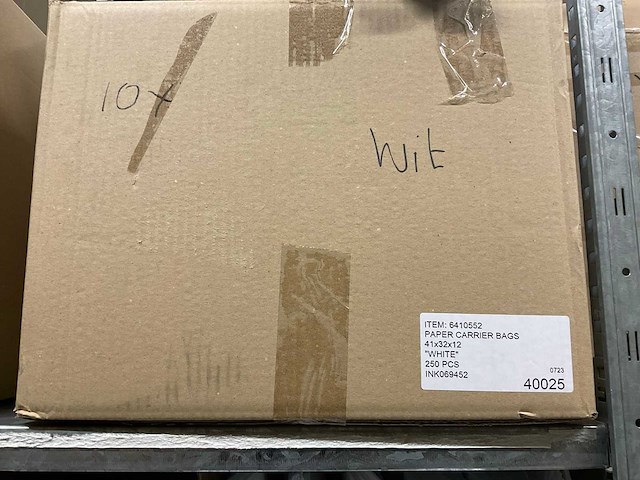 10x
Wit
ITEM: 6410552
PAPER CARRIER BAGS
41x32x12
"WHITE"
250 PCS
INK069452
0723
40025